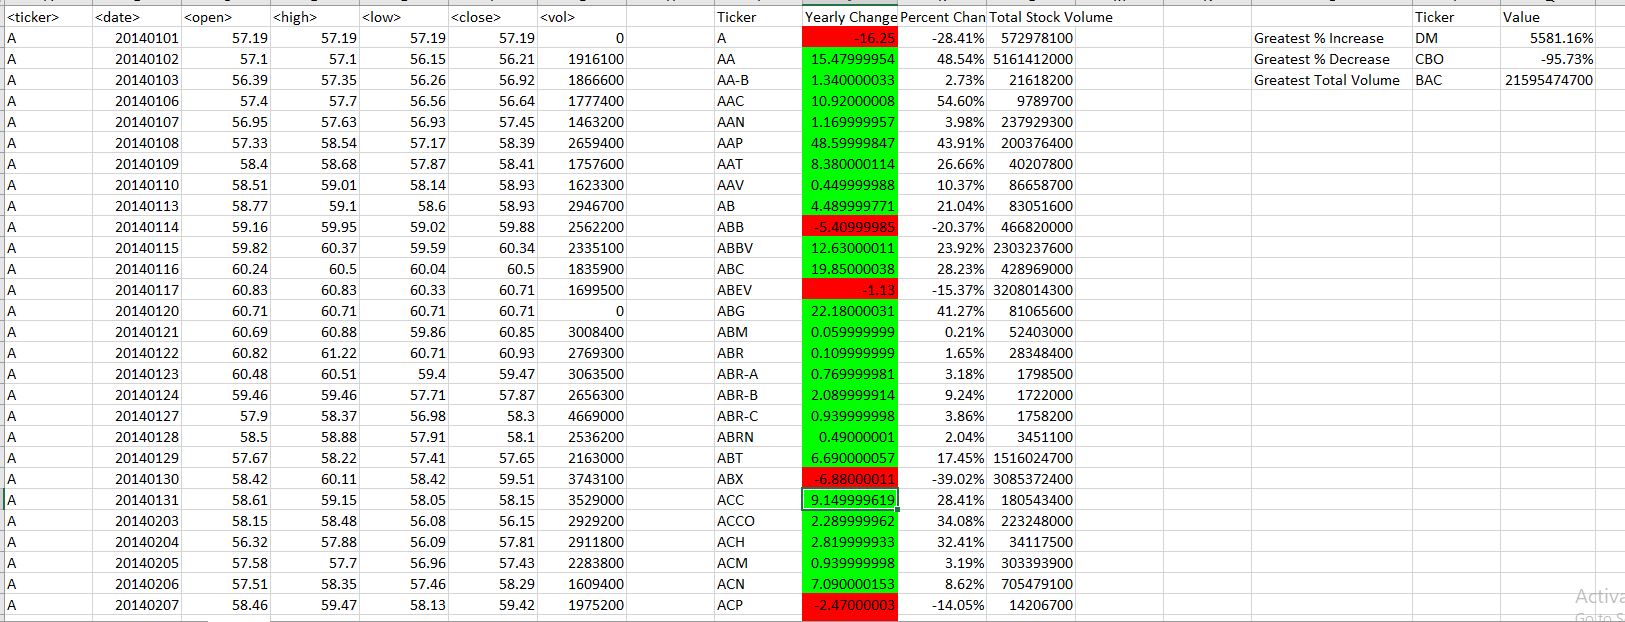 <ticker> <date> <open> <high> <low> <close> <vol> Ticker Yearly Change Percent Chan Total Stock Volume Ticker Value
A 20140101 57.19 57.19 57.19 57.19 0 A -16.25 -28.41% 572978100 Greatest % Increase DM 5581.16%
A 20140102 57.1 57.1 56.15 56.21 1916100 AA 15.47999954 48.54% 5161412000 Greatest % Decrease CBO -95.73%
A 20140103 56.39 57.35 26.26 56.92 1866600 AA-B 1.340000033 2.73% 21618200 Greatest Total Volume BAC 21595474700
A 20140106 57.4 57.7 56.56 56.64 1777400 AAC 10.92000008 54.60% 9789700
A 20140107 56.95 57.63 56.93 57.45 1463200 AAN 1.169999957 3.98% 237929300
A 20140108 57.33 58.54 57.17 58.39 2659400 AAP 48.59999847 43.91% 200376400
A 20140109 58.4 58.68 57.87 58.41 1757600 AAT 8.380000114 26.66% 40207800
A 20140110 58.51 59.01 58.14 58.93 1623300 AAV 0.449999988 10.37% 86658700
A 20140113 58.77 59.1 58.6 58.93 2946700 AB 4.489999771 21.04% 83051600
A 20140114 59.16 59.95 59.02 59.88 2562200 ABB -5.40999985 -20.37% 466820000
A 20140115 59.82 60.37 59.59 60.34 2335100 ABBV 12.63000011 23.92% 2303237600
A 20140116 60.24 60.5 60.04 60.5 1835900 ABC 19.85000038 28.23% 428969000
A 20140117 60.83 60.83 60.33 60.71 1699500 ABEV -1.13 -15.37% 3208014300
A 20140120 60.71 60.71 60.71 60.71 0 ABG 22.18000031 41.27% 81065600
A 20140121 60.69 60.88 59.86 60.85 3008400 ABM 0.059999999 0.21% 52403000
A 20140122 60.82 61.22 60.71 60.93 2769300 ABR 0.109999999 1.65% 28348400
A 20140123 60.48 60.51 59.4 59.47 3063500 ABR-A 0.769999981 3.18% 1798500
A 20140124 59.46 59.46 57.71 57.87 2656300 ABR-B 2.089999914 9.24% 1722000
A 20140127 57.9 58.37 56.98 58.3 4669000 ABR-C 0.939999998 3.86% 1758200
A 20140128 58.5 58.88 57.91 58.1 2536200 ABRN 0.49000001 2.04% 3451100
A 20140129 57.67 58.22 57.41 57.65 2163000 ABT 6.690000057 17.45% 1516024700
A 20140130 58.42 60.11 58.42 59.51 3743100 ABX -6.88000011 -39.02% 3085372400
A 20140131 58.61 59.15 58.05 58.15 3529000 ACC 9.149999619 28.41% 180543400
A 20140203 58.15 58.48 56.08 56.15 2929200 ACCO 2.289999962 34.08% 223248000
A 20140204 56.32 57.88 56.09 57.81 2911800 ACH 2.819999933 32.41% 34117500
A 20140205 57.58 57.7 56.96 57.43 2283800 ACM 0.939999998 3.19% 303393900
A 20140206 57.51 58.35 57.46 58.29 1609400 ACN 7.090000153 8.62% 705479100
A 20140207 58.46 59.47 58.13 59.42 1975200 ACP -2.47000003 -14.05% 14206700
Activa